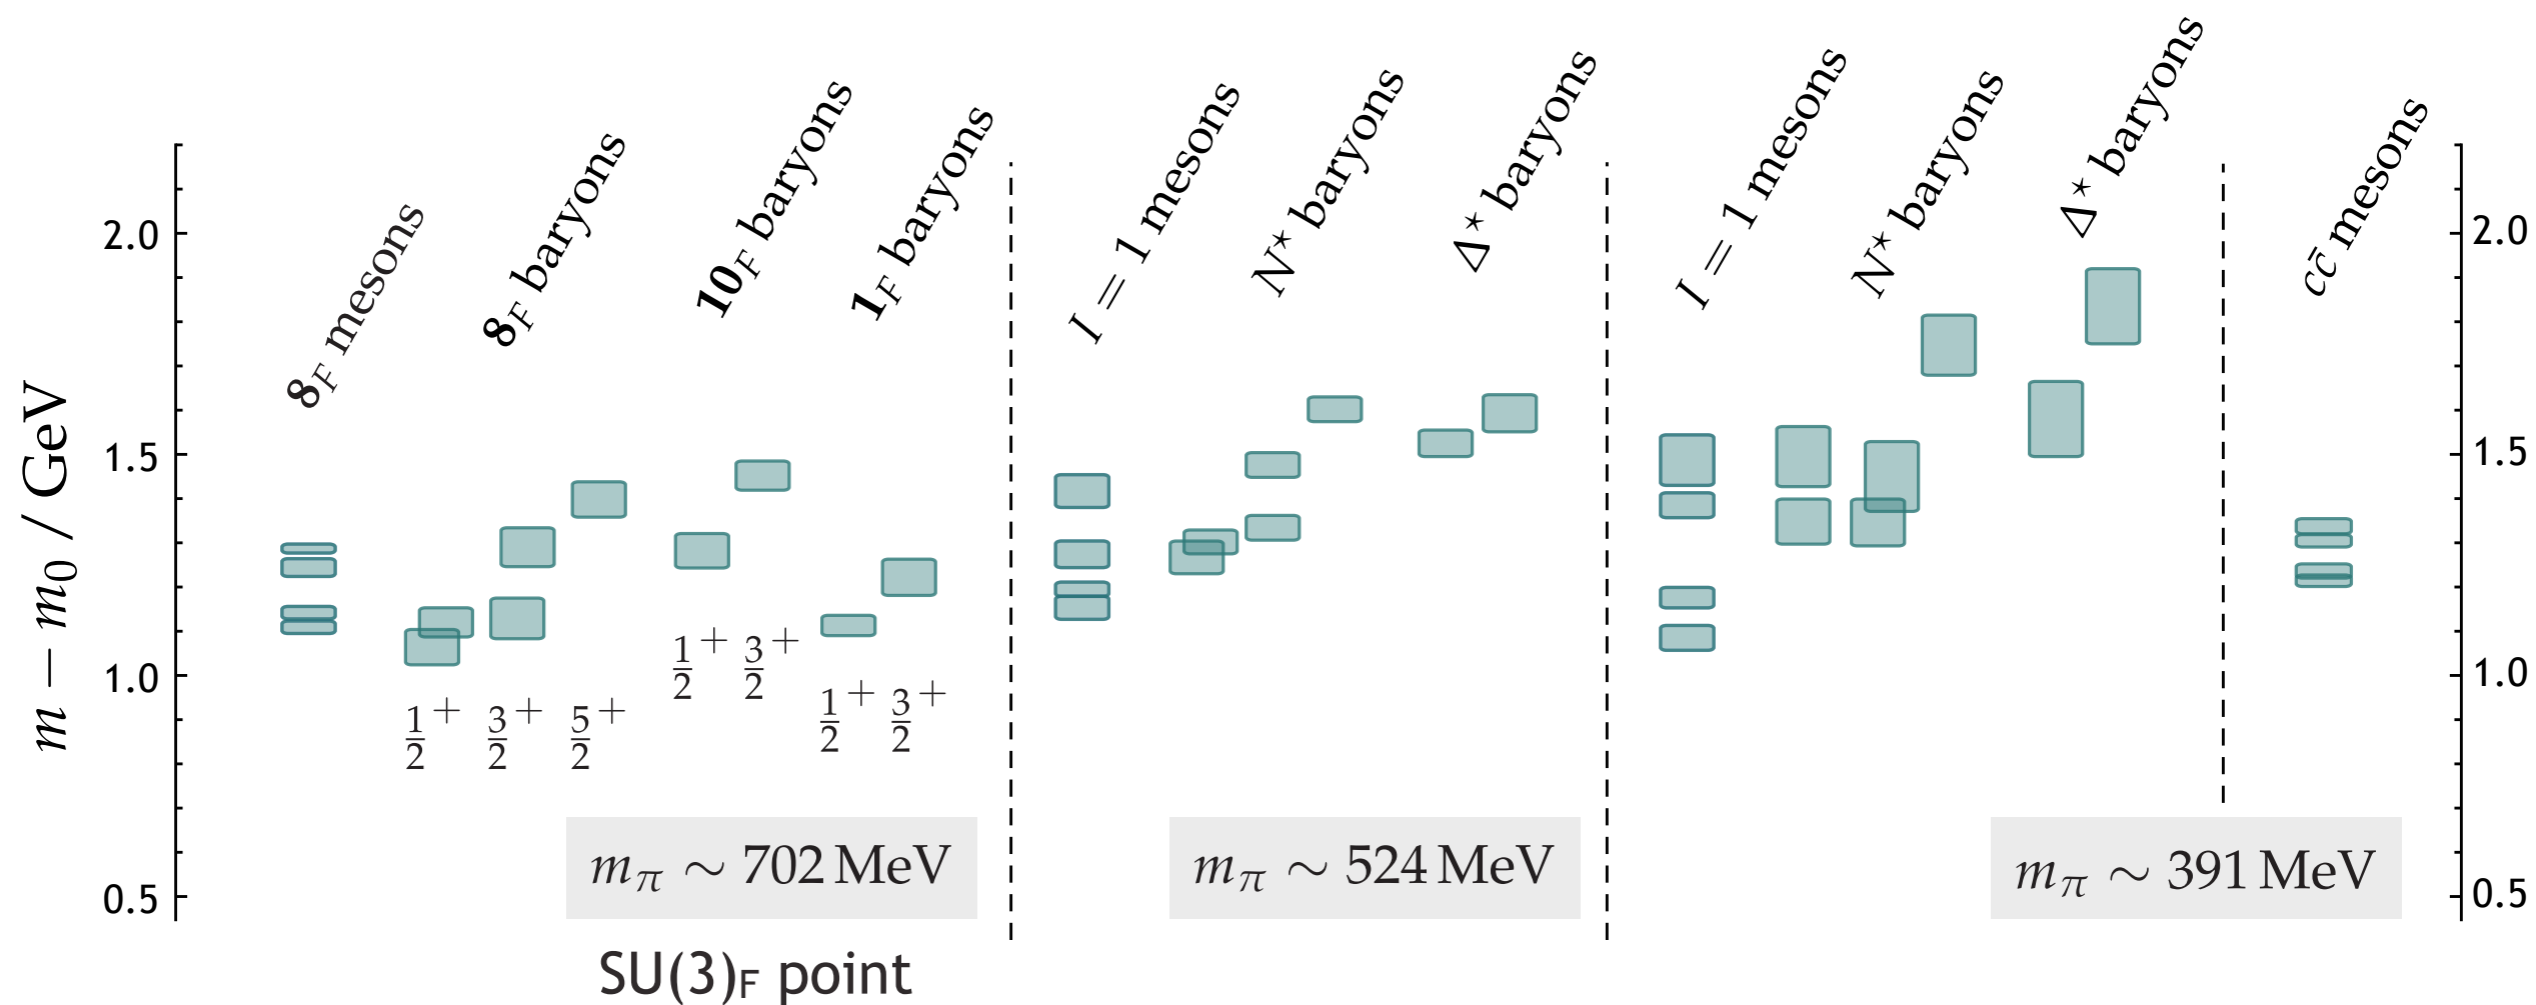 8F mesons
8F baryons
10F baryons
1F baryons
I = 1 mesons
N⋆ baryons
Δ⋆ baryons
I = 1 mesons
N⋆ baryons
Δ⋆ baryons
cc̄ mesons
m − m0 / GeV
2.0
1.5
1.0
0.5
2.0
1.5
1.0
0.5
1/2+ 3/2+ 5/2+
1/2+ 3/2+
1/2+ 3/2+
mπ ∼ 702 MeV
mπ ∼ 524 MeV
mπ ∼ 391 MeV
SU(3)F point